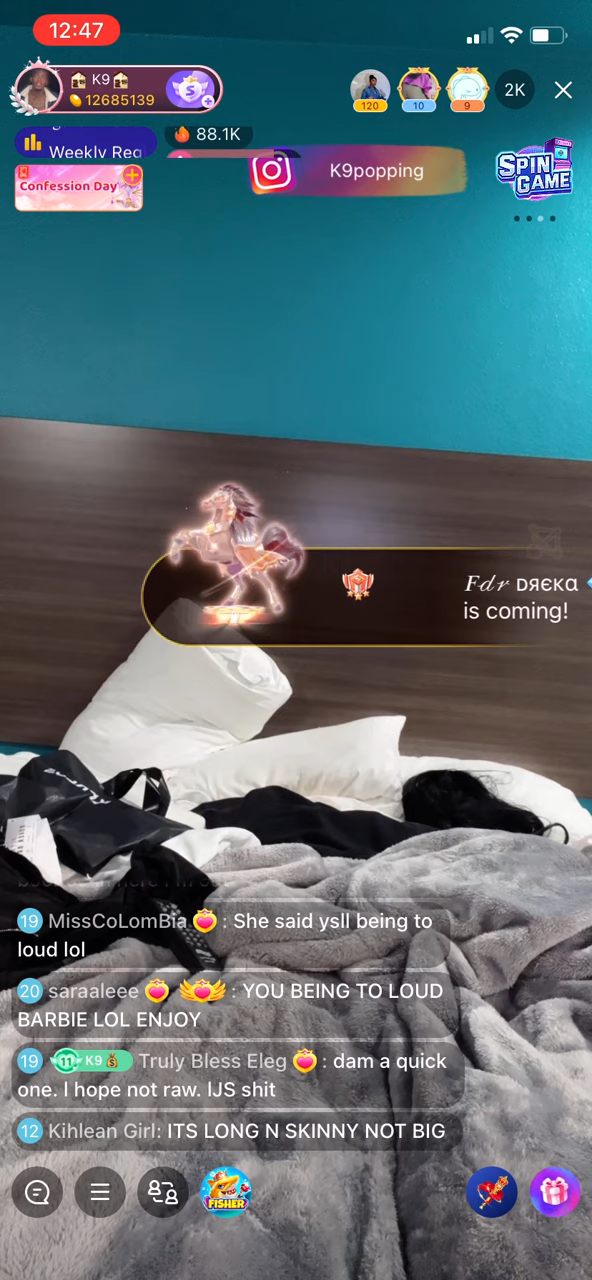 12:47
K9
12685139
S
120
10
9
2K
Weekly Reg
88.1K
K9popping
SPIN
GAME
Confession Day
Fdr DЯЄKΑ
is coming!
19 MissCoLomBia : She said ysll being to
loud lol
20 saraaleee : YOU BEING TO LOUD
BARBIE LOL ENJOY
19 11 K9 Truly Bless Eleg : dam a quick
one. I hope not raw. IJS shit
12 Kihlean Girl: ITS LONG N SKINNY NOT BIG
FISHER